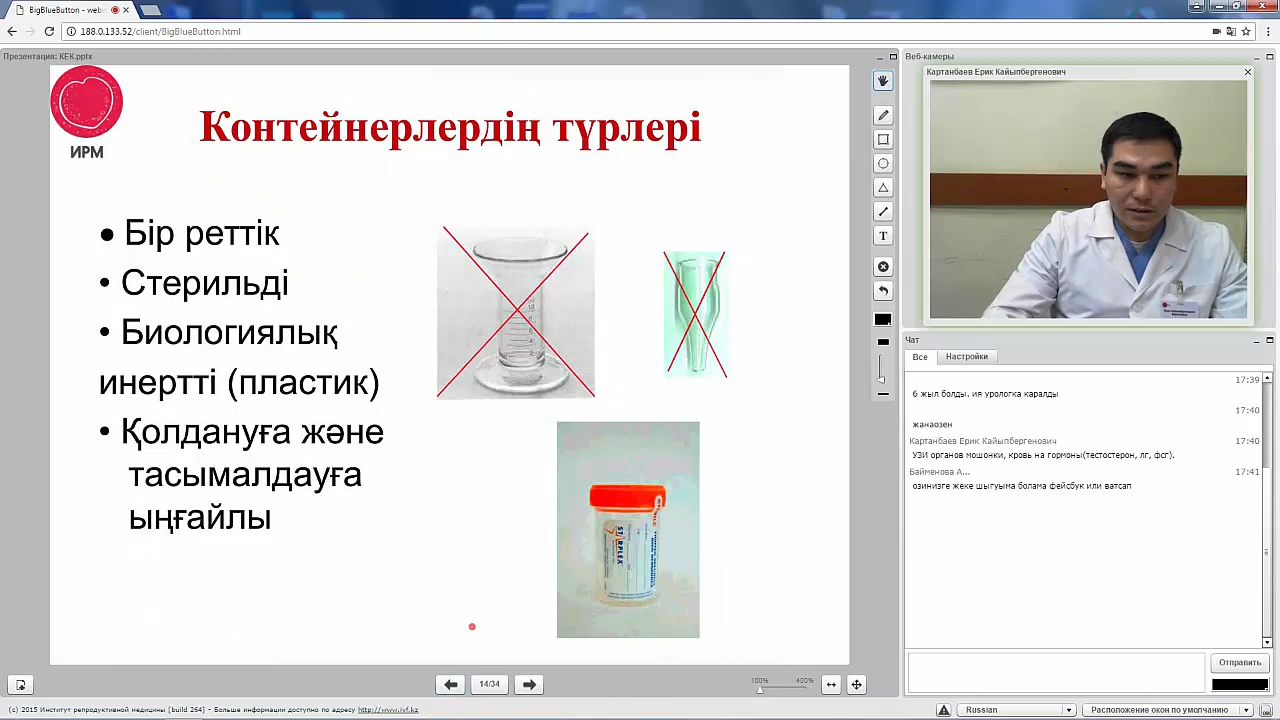 BigBlueButton - web
188.0.133.52/client/BigBlueButton.html
Презентация: КЕК.pptx
ИРМ
Контейнерлердің түрлері
• Бір реттік
• Стерильді
• Биологиялық
инертті (пластик)
• Қолдануға және
тасымалдауға
ыңғайлы
STARPLEX
14/34
100%
400%
Веб-камеры
Картанбаев Ерик Кайыпбергенович
Чат
Все
Настройки
17:39
6 жыл болды. ия урологка каралды
17:40
жанаозен
Картанбаев Ерик Кайыпбергенович 17:40
УЗИ органов мошонки, кровь на гормоны(тестостерон, лг, фсг).
Байменова А... 17:41
озинизге жеке шыгуыма болама фейсбук или ватсап
Отправить
(c) 2015 Институт репродуктивной медицины [build 264] - Больше информации доступно по адресу http://www.ivf.kz
Russian
Расположение окон по умолчанию
T